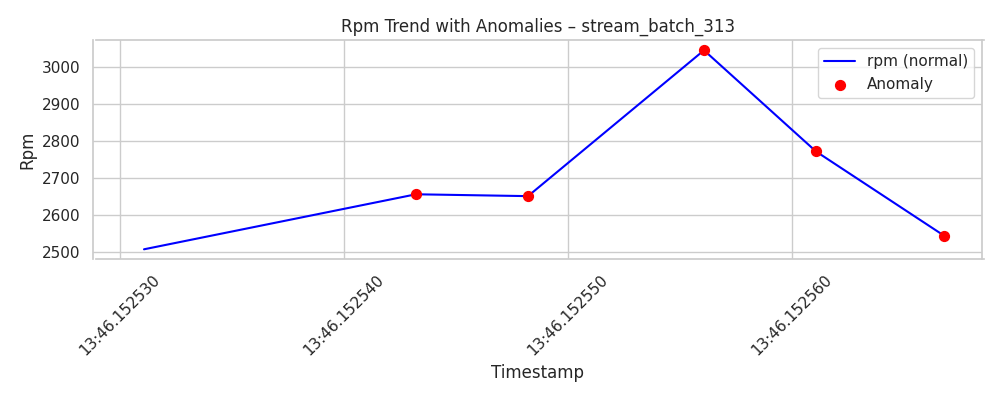 Rpm Trend with Anomalies – stream_batch_313
rpm (normal)
Anomaly
Rpm
3000
2900
2800
2700
2600
2500
13:46.152530
13:46.152540
13:46.152550
13:46.152560
Timestamp